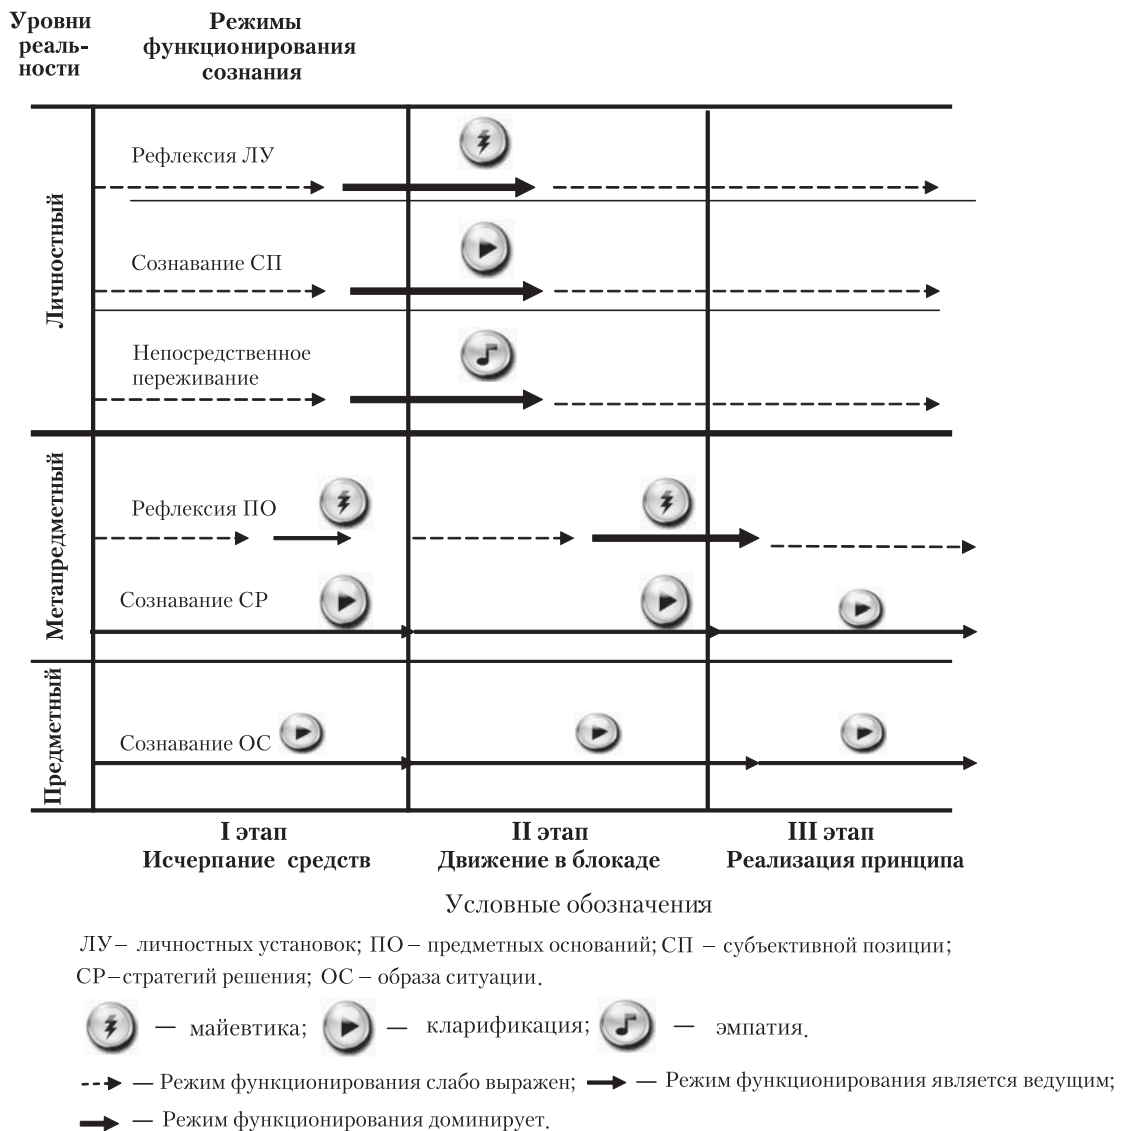 Уровни
реаль-
ности
Режимы
функционирования
сознания
Личностный
Рефлексия ЛУ
Сознавание СП
Непосредственное
переживание
Метапредметный
Рефлексия ПО
Сознавание СР
Предметный
Сознавание ОС
I этап
Исчерпание средств
II этап
Движение в блокаде
III этап
Реализация принципа
Условные обозначения
ЛУ – личностных установок; ПО – предметных оснований; СП – субъективной позиции;
СР–стратегий решения; ОС – образа ситуации.
— майевтика; — кларификация; — эмпатия.
— Режим функционирования слабо выражен; — Режим функционирования является ведущим;
— Режим функционирования доминирует.